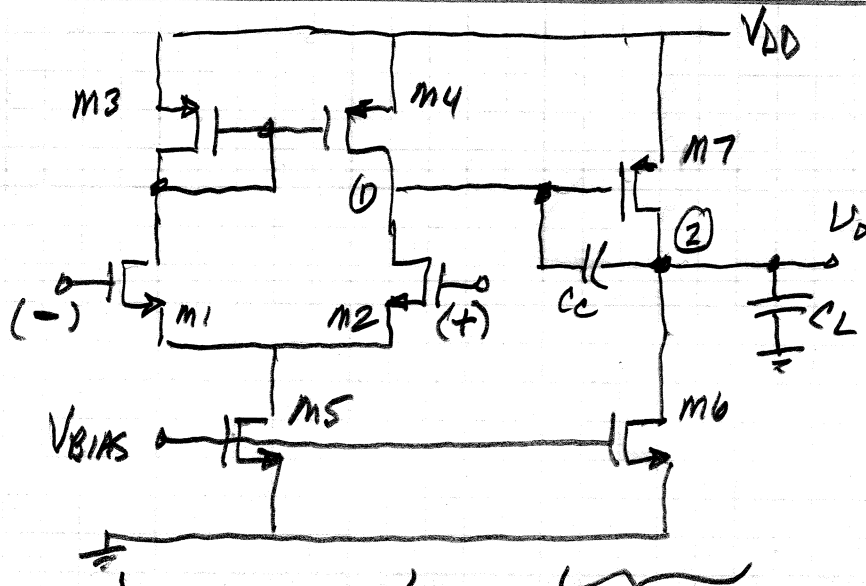 VDD
m3
m4
m7
①
②
Vo
(-)
m1
m2
(+)
Cc
CL
VBIAS
m5
m6